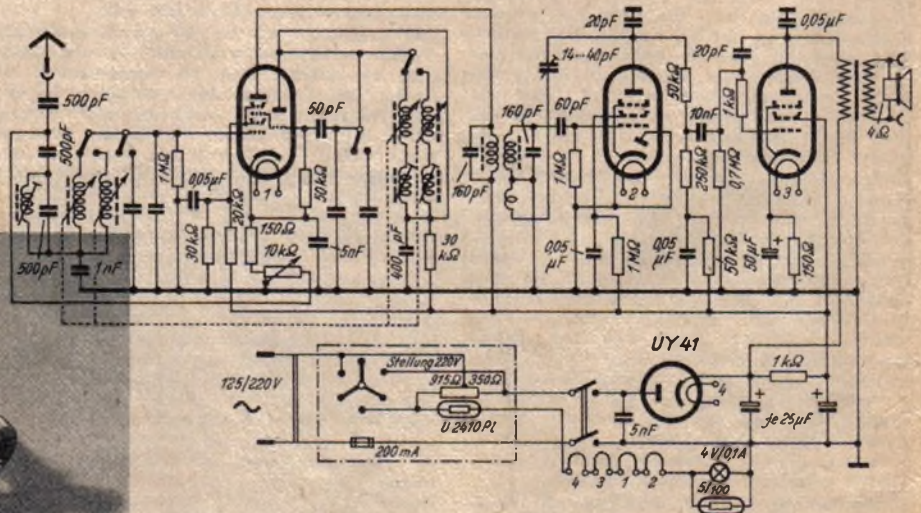 20pF
0,05µF
14--40pF
20pF
500pF
50pF
50kΩ
10nF
1kΩ
160pF
60pF
4Ω
500pF
1MΩ
0,05µF
1
50kΩ
160pF
1MΩ
2
250kΩ
0,7MΩ
3
30kΩ
20kΩ
150Ω
10kΩ
5nF
400pF
30
kΩ
0,05
µF
1MΩ
0,05
µF
50kΩ
50µF
+
150Ω
500pF
1nF
UY41
Stellung 220V
125/220V
915Ω 350Ω
1kΩ
4
+
+
U2410Pl
5nF
je 25µF
200mA
4V/0,1A
4 3 1 2
5/100